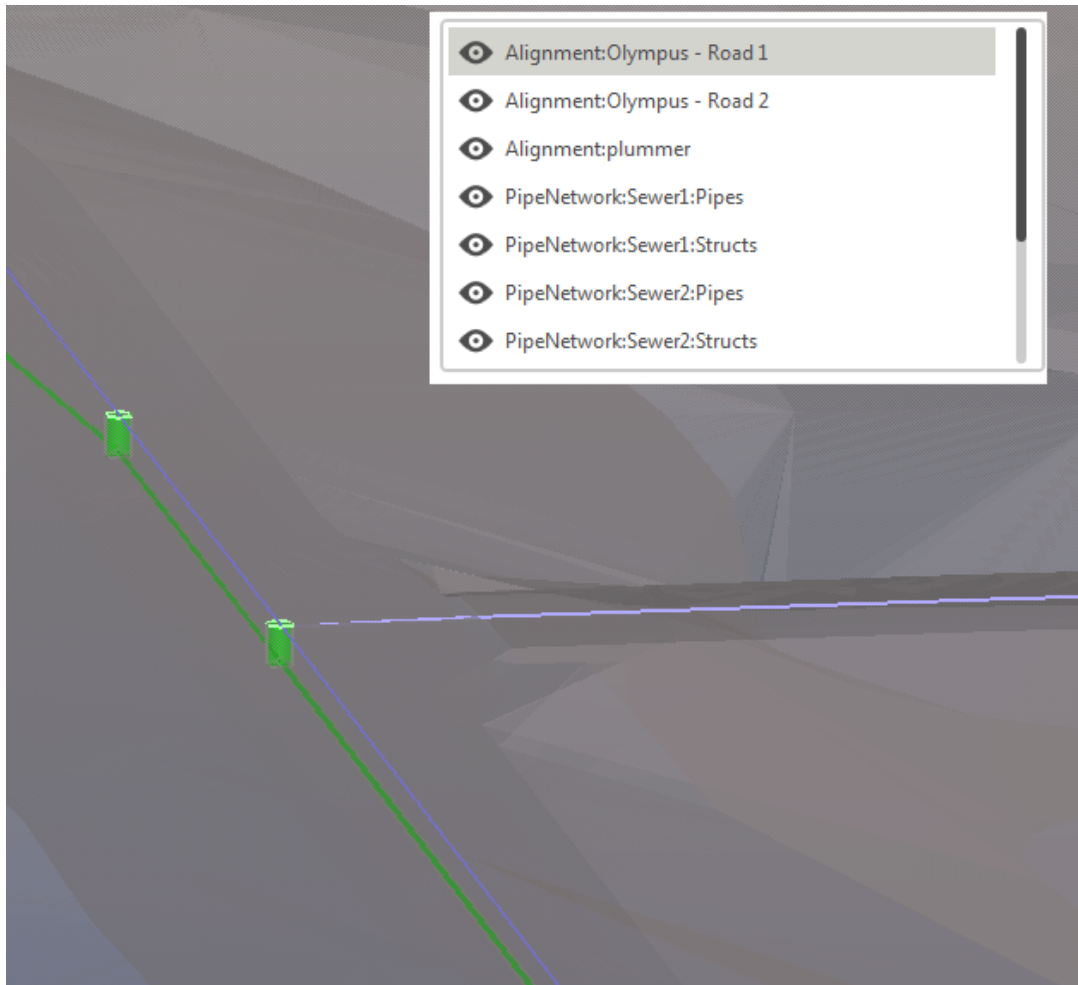 Alignment:Olympus - Road 1
Alignment:Olympus - Road 2
Alignment:plummer
PipeNetwork:Sewer1:Pipes
PipeNetwork:Sewer1:Structs
PipeNetwork:Sewer2:Pipes
PipeNetwork:Sewer2:Structs